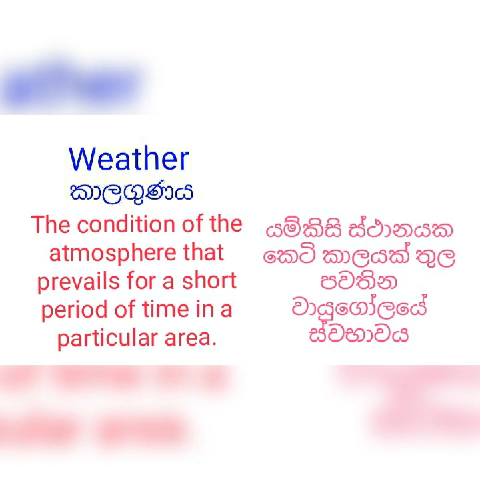 Weather
කාලගුණය
The condition of the
atmosphere that
prevails for a short
period of time in a
particular area.
යම්කිසි ස්ථානයක
කෙටි කාලයක් තුල
පවතින
වායුගෝලයේ
ස්වභාවය